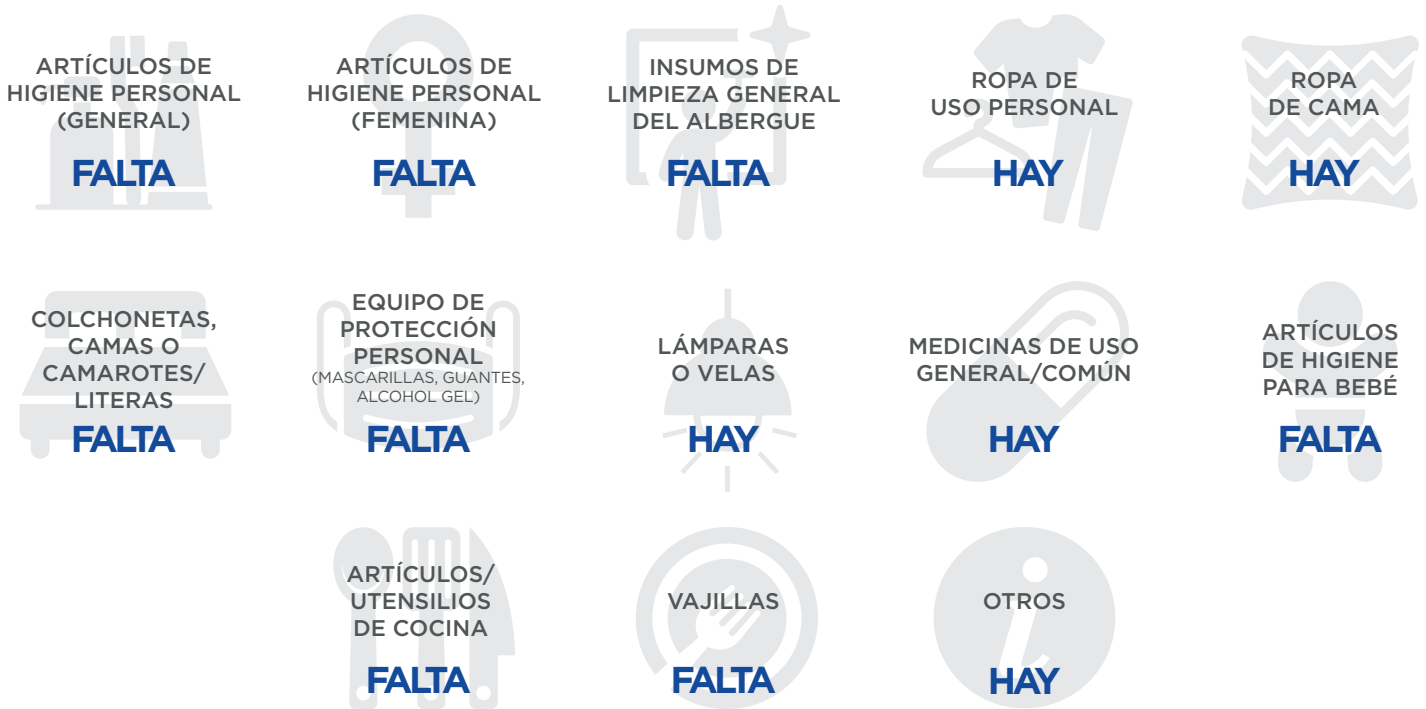 ARTÍCULOS DE
HIGIENE PERSONAL
(GENERAL)
FALTA
ARTÍCULOS DE
HIGIENE PERSONAL
(FEMENINA)
FALTA
INSUMOS DE
LIMPIEZA GENERAL
DEL ALBERGUE
FALTA
ROPA DE
USO PERSONAL
HAY
ROPA
DE CAMA
HAY
COLCHONETAS,
CAMAS O
CAMAROTES/
LITERAS
FALTA
EQUIPO DE
PROTECCIÓN
PERSONAL
(MASCARILLAS, GUANTES,
ALCOHOL GEL)
FALTA
LÁMPARAS
O VELAS
HAY
MEDICINAS DE USO
GENERAL/COMÚN
HAY
ARTÍCULOS
DE HIGIENE
PARA BEBÉ
FALTA
ARTÍCULOS/
UTENSILIOS
DE COCINA
FALTA
VAJILLAS
FALTA
OTROS
HAY